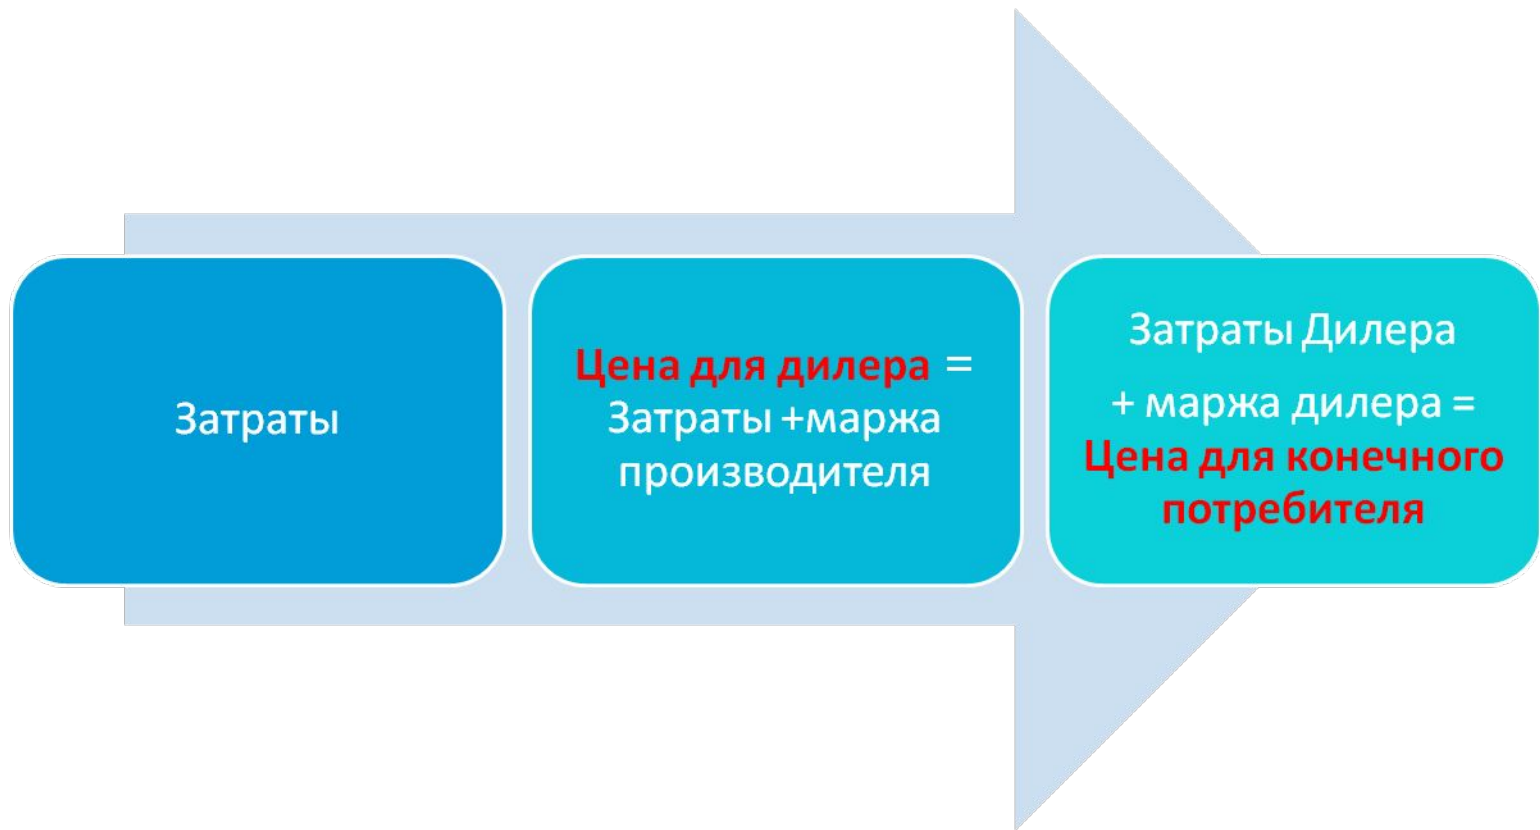 Затраты
Цена для дилера =
Затраты +маржа
производителя
Затраты Дилера
+ маржа дилера =
Цена для конечного
потребителя